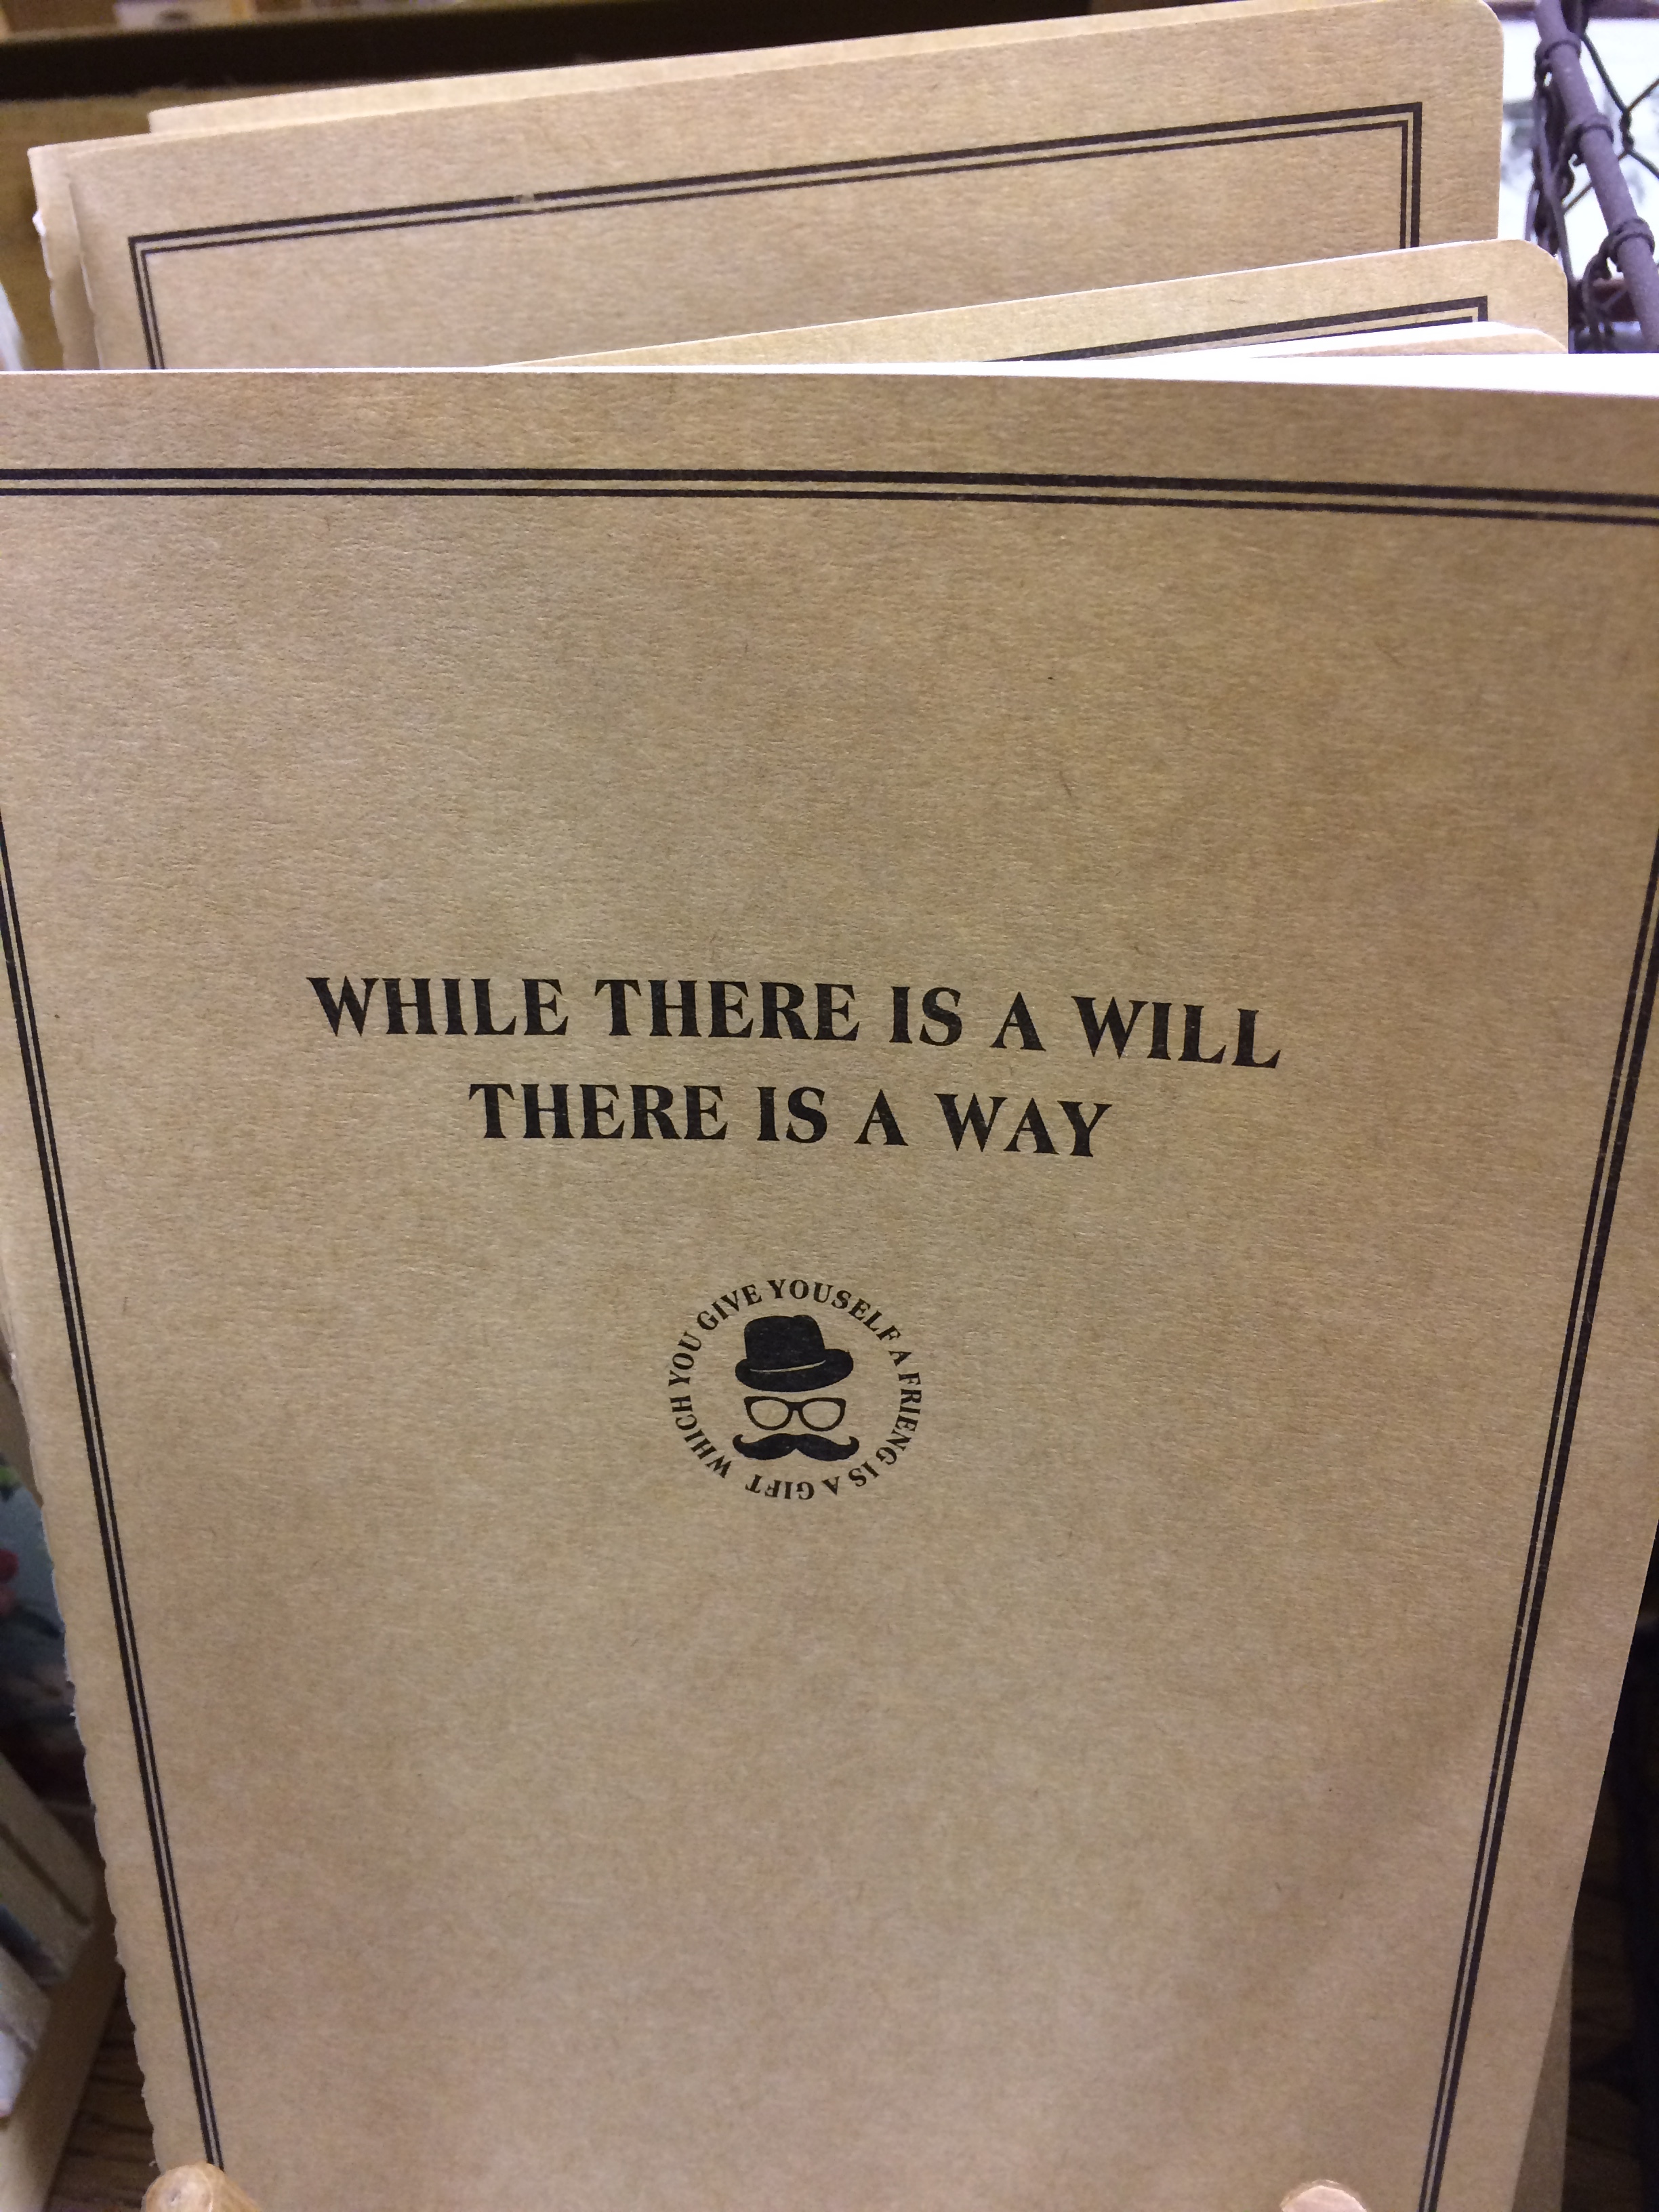 WHILE THERE IS A WILL
THERE IS A WAY
WHICH YOU GIVE YOUSELF A FRIENG IS A GIFT